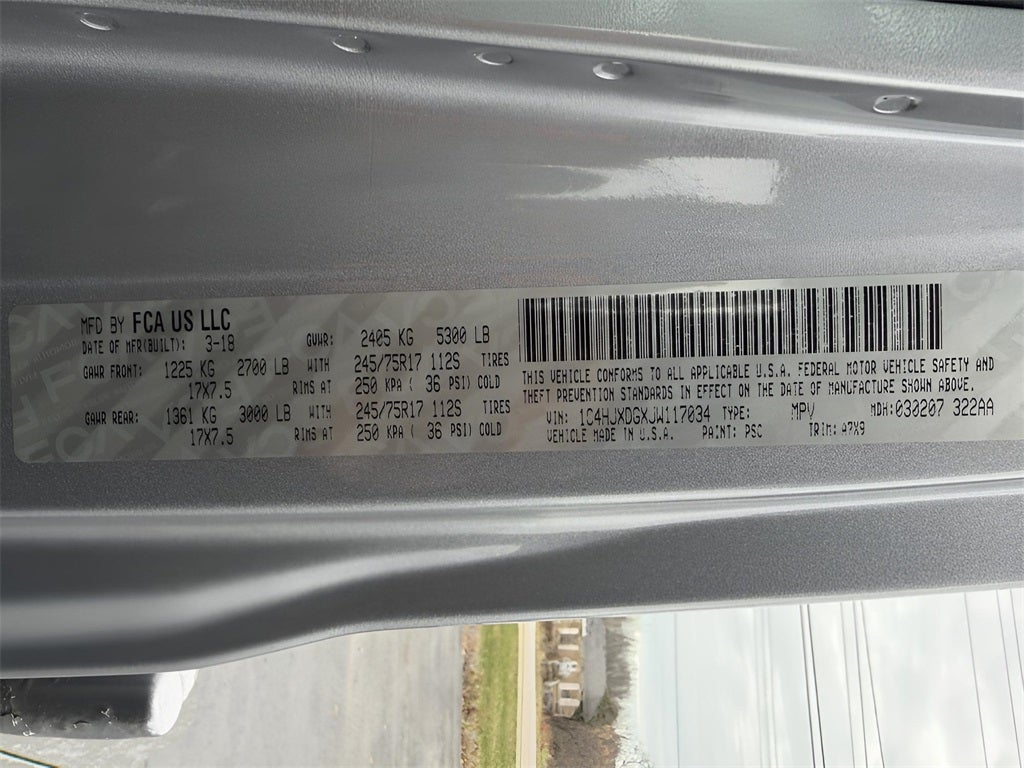 MFD BY FCA US LLC
DATE OF MFR(BUILT): 3-18 GVWR: 2405 KG 5300 LB
GAWR FRONT: 1225 KG 2700 LB WITH 245/75R17 112S TIRES
17X7.5 RIMS AT 250 KPA ( 36 PSI) COLD
GAWR REAR: 1361 KG 3000 LB WITH 245/75R17 112S TIRES
17X7.5 RIMS AT 250 KPA ( 36 PSI) COLD
THIS VEHICLE CONFORMS TO ALL APPLICABLE U.S.A. FEDERAL MOTOR VEHICLE SAFETY AND
THEFT PREVENTION STANDARDS IN EFFECT ON THE DATE OF MANUFACTURE SHOWN ABOVE.
VIN: 1C4HJXDGXJW117034 TYPE: MPV MDH: 030207 322AA
VEHICLE MADE IN U.S.A. PAINT: PSC TRIM: A7X9